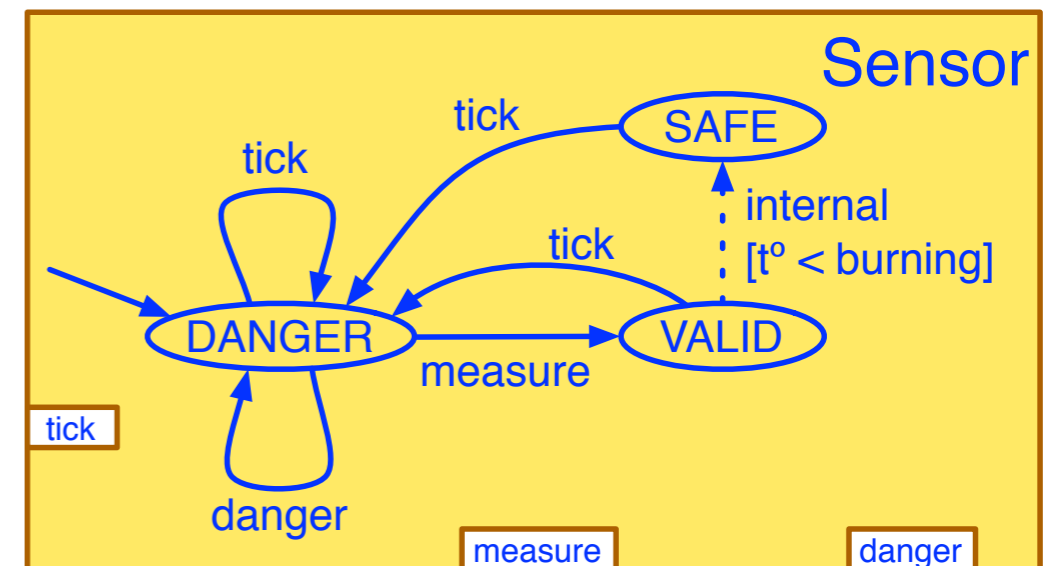 Sensor
tick
SAFE
tick
internal
[tº < burning]
tick
DANGER
VALID
measure
tick
danger
measure
danger